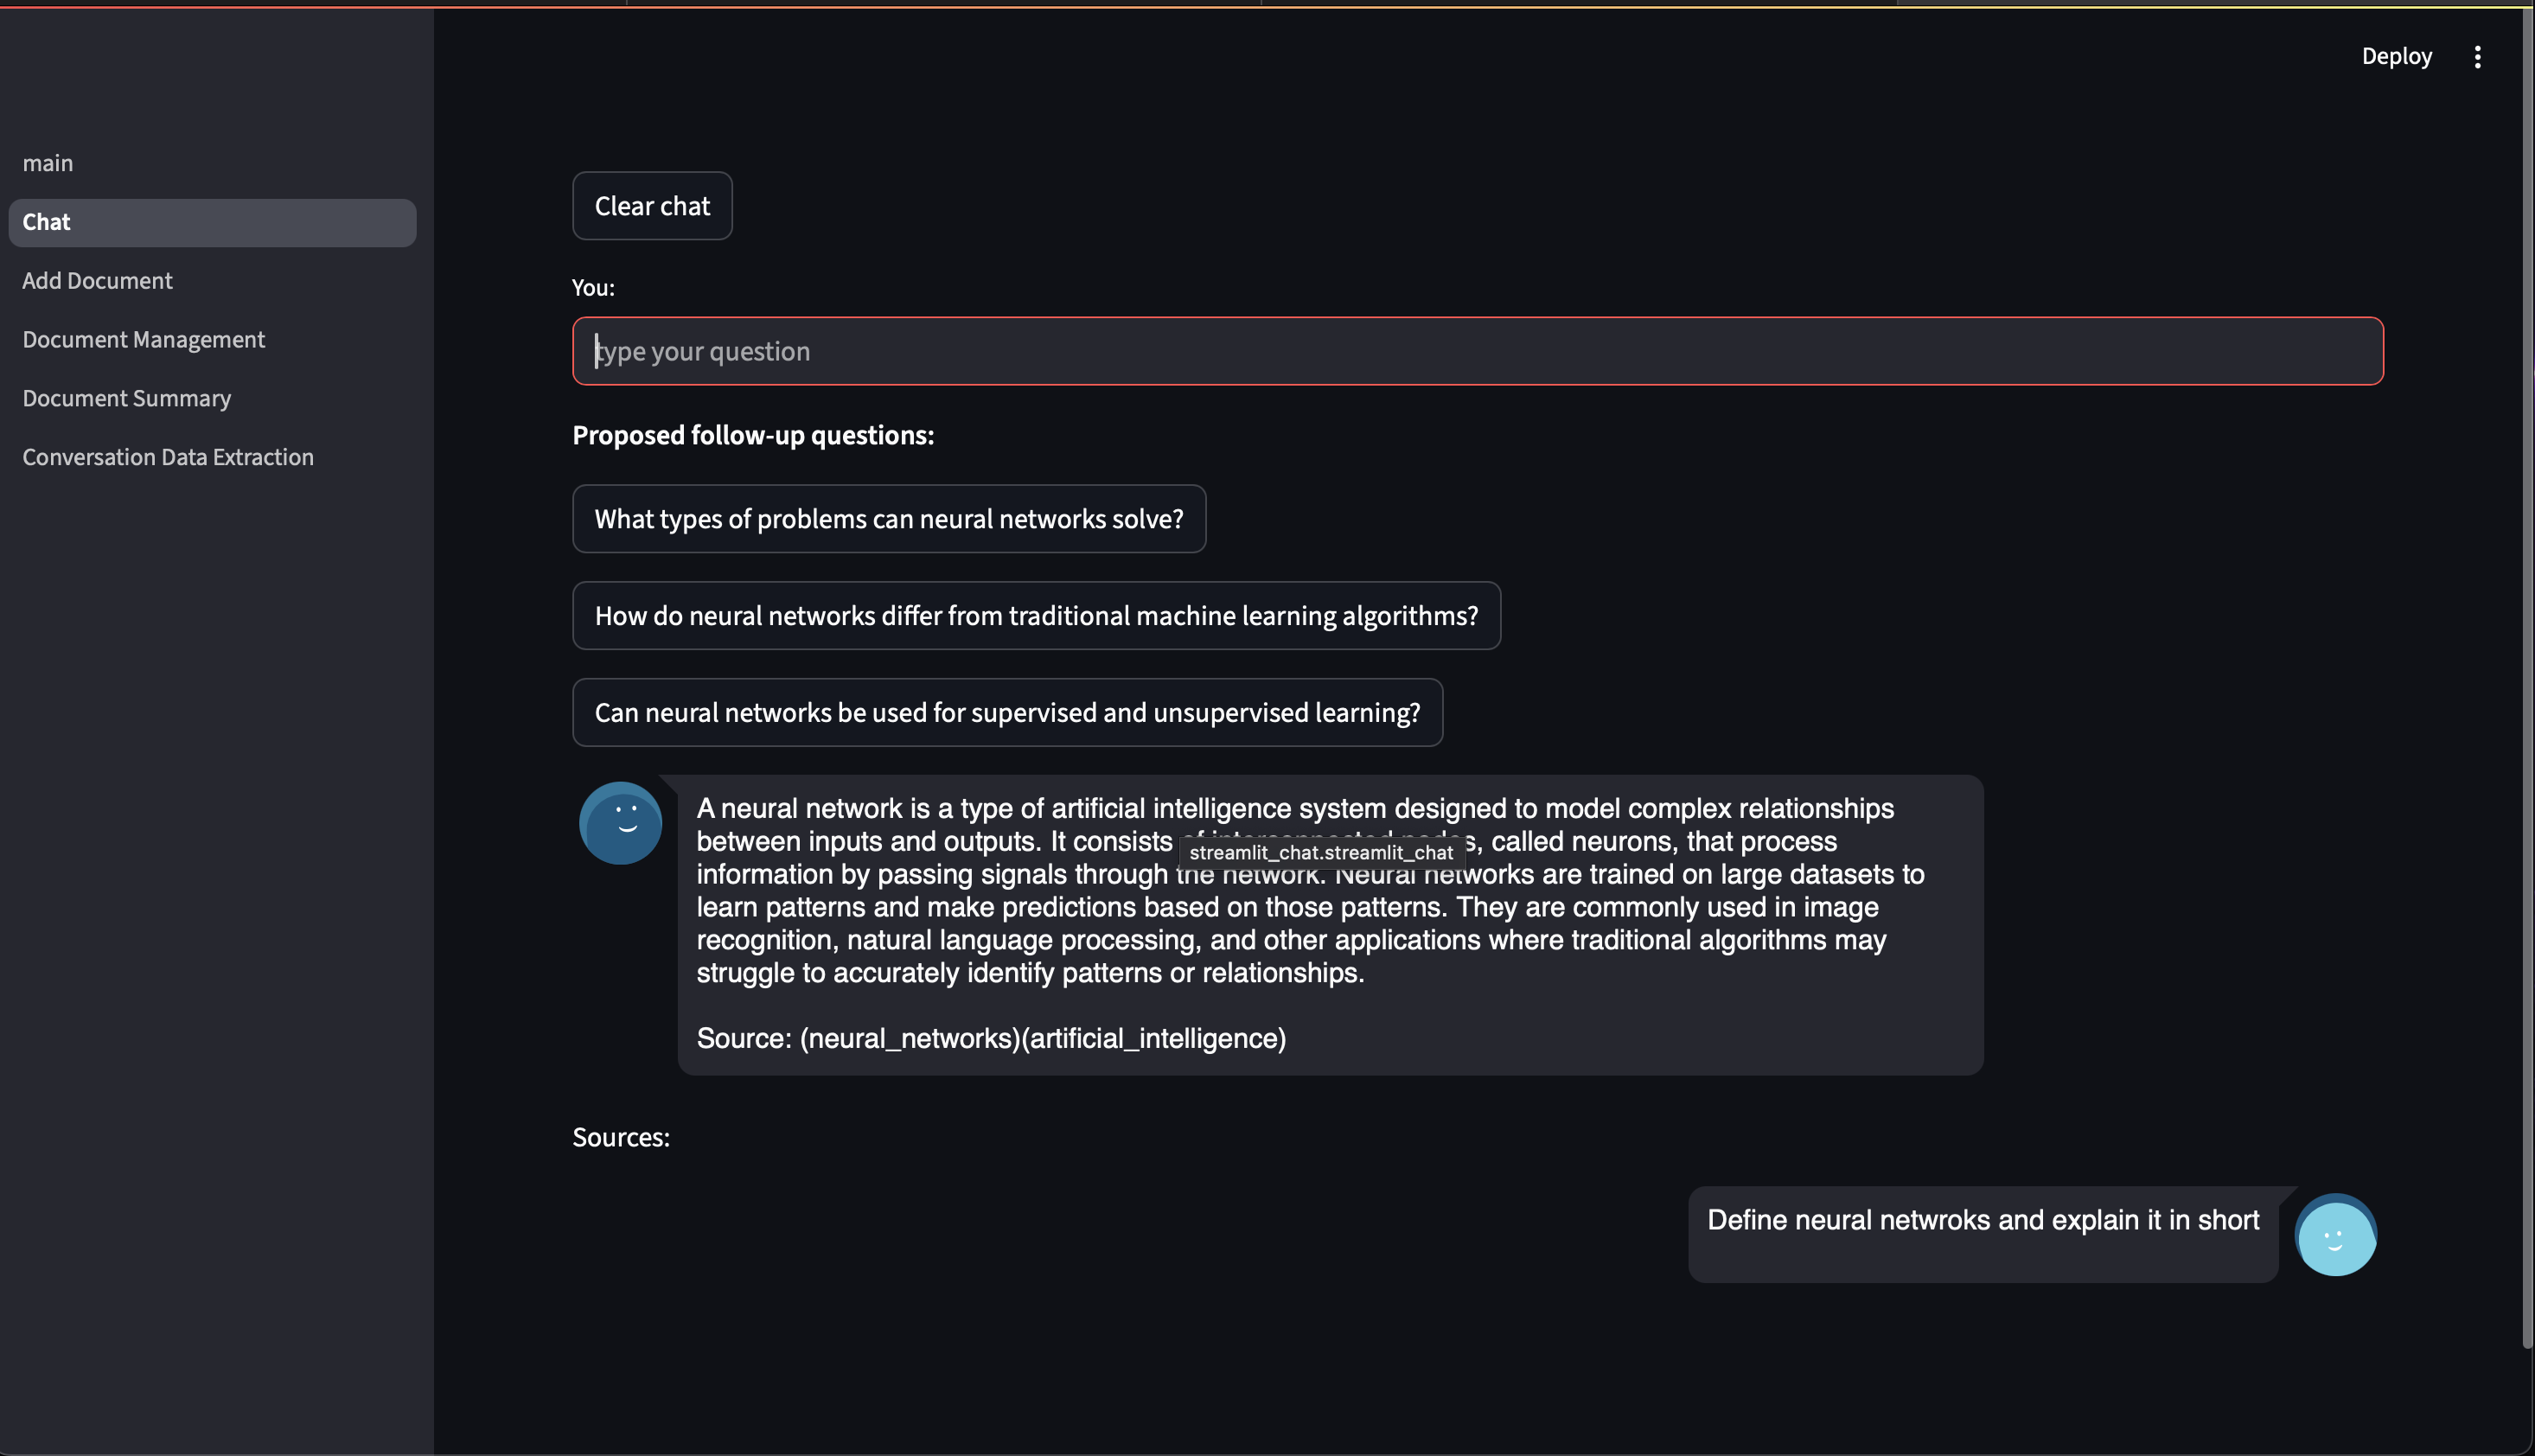 Deploy
main
Chat
Add Document
Document Management
Document Summary
Conversation Data Extraction
Clear chat
You:
type your question
Proposed follow-up questions:
What types of problems can neural networks solve?
How do neural networks differ from traditional machine learning algorithms?
Can neural networks be used for supervised and unsupervised learning?
A neural network is a type of artificial intelligence system designed to model complex relationships
between inputs and outputs. It consists of interconnected nodes, called neurons, that process
streamlit_chat.streamlit_chat
information by passing signals through the network. Neural networks are trained on large datasets to
learn patterns and make predictions based on those patterns. They are commonly used in image
recognition, natural language processing, and other applications where traditional algorithms may
struggle to accurately identify patterns or relationships.
Source: (neural_networks)(artificial_intelligence)
Sources:
Define neural netwroks and explain it in short